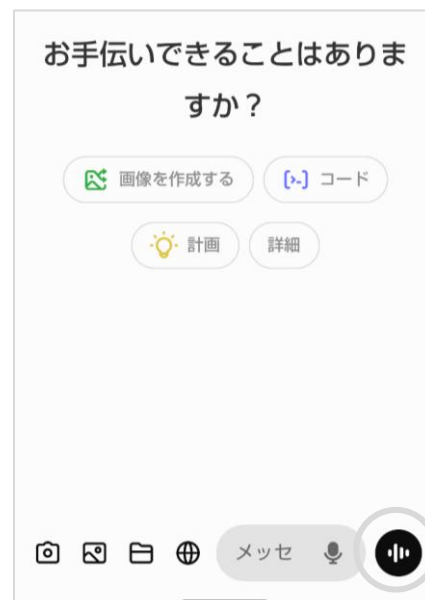 お手伝いできることはありま
すか？
画像を作成する
コード
計画
詳細
メッセ